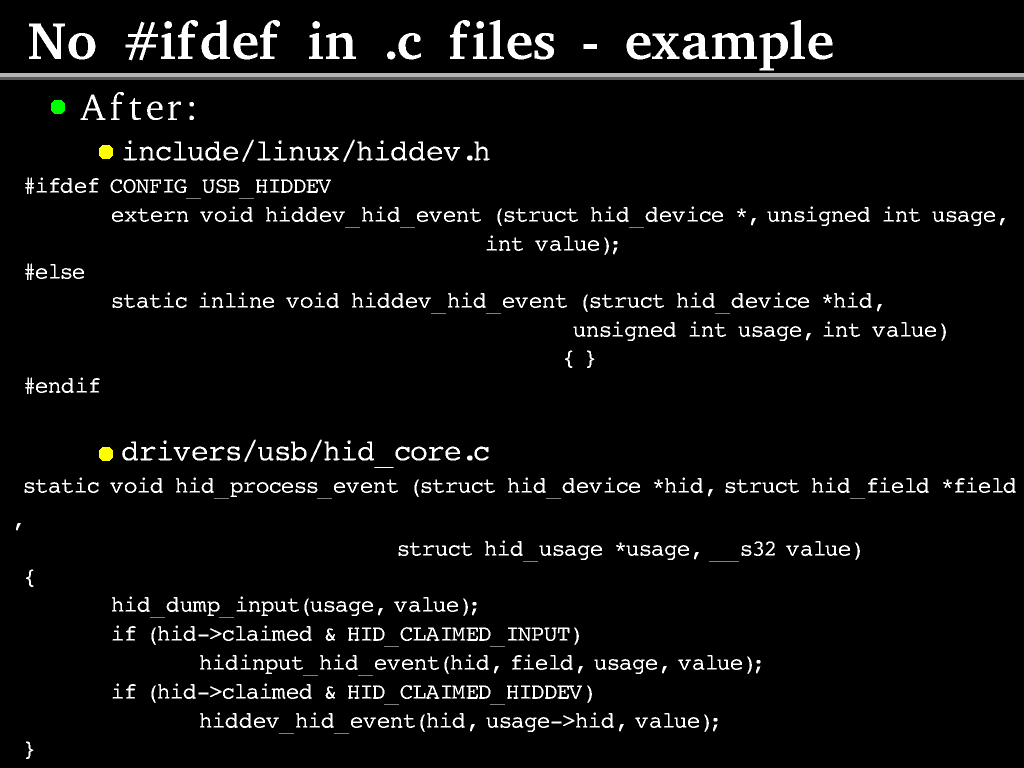 No #ifdef in .c files - example
After:
include/linux/hiddev.h
#ifdef CONFIG_USB_HIDDEV
extern void hiddev_hid_event (struct hid_device *, unsigned int usage,
int value);
#else
static inline void hiddev_hid_event (struct hid_device *hid,
unsigned int usage, int value)
{ }
#endif
drivers/usb/hid_core.c
static void hid_process_event (struct hid_device *hid, struct hid_field *field
,
struct hid_usage *usage, __s32 value)
{
hid_dump_input(usage, value);
if (hid->claimed & HID_CLAIMED_INPUT)
hidinput_hid_event(hid, field, usage, value);
if (hid->claimed & HID_CLAIMED_HIDDEV)
hiddev_hid_event(hid, usage->hid, value);
}